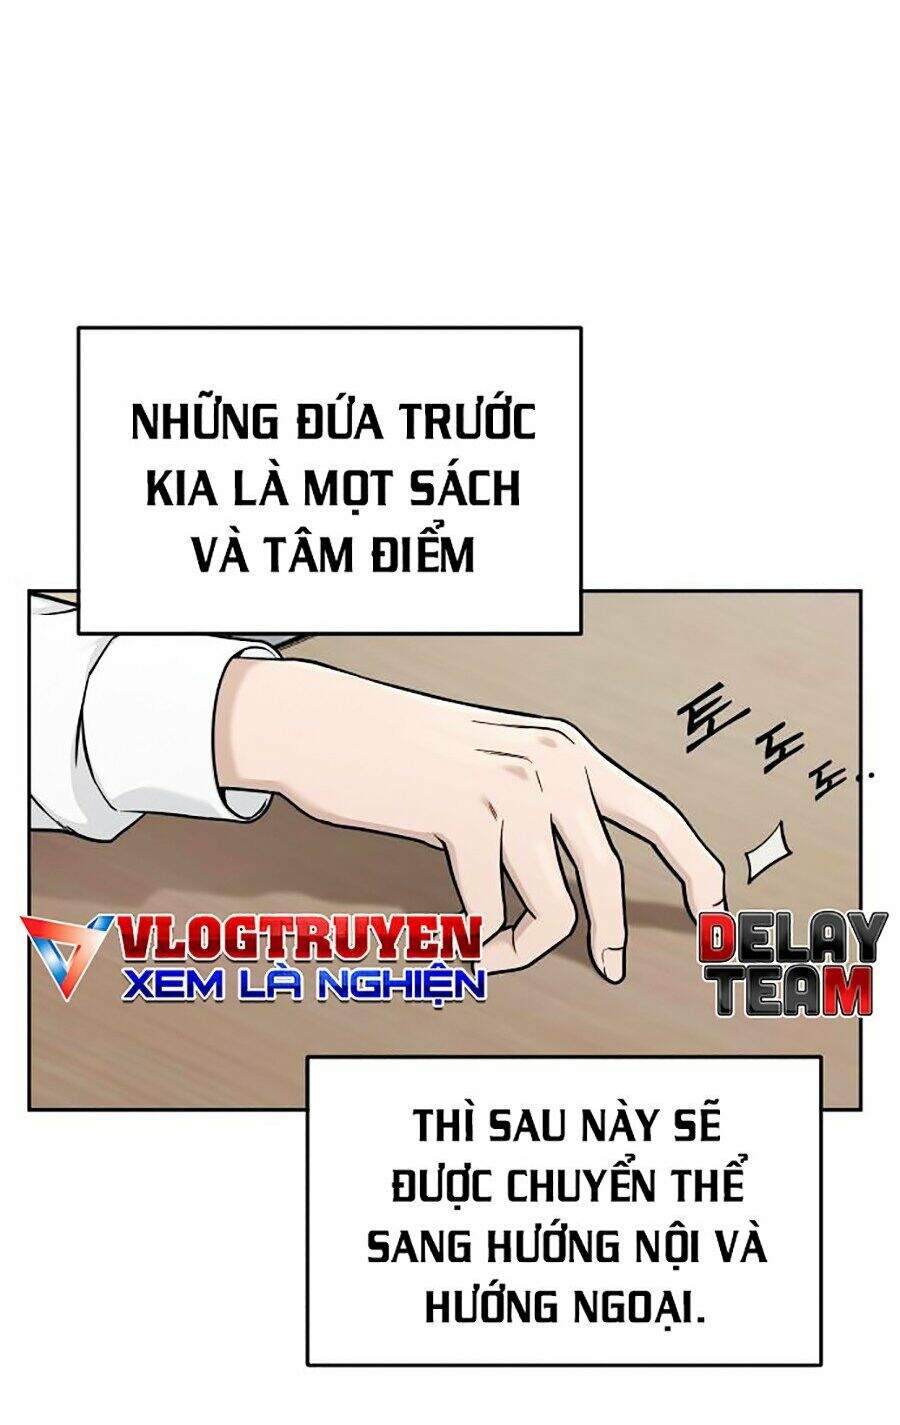 NHỮNG ĐỨA TRƯỚC
KIA LÀ MỌT SÁCH
VÀ TÂM ĐIỂM
토
도
도..
VLOGTRUYEN
XEM LÀ NGHIỆN
DELAY
TEAM
THÌ SAU NÀY SẼ
ĐƯỢC CHUYỂN THỂ
SANG HƯỚNG NỘI VÀ
HƯỚNG NGOẠI.